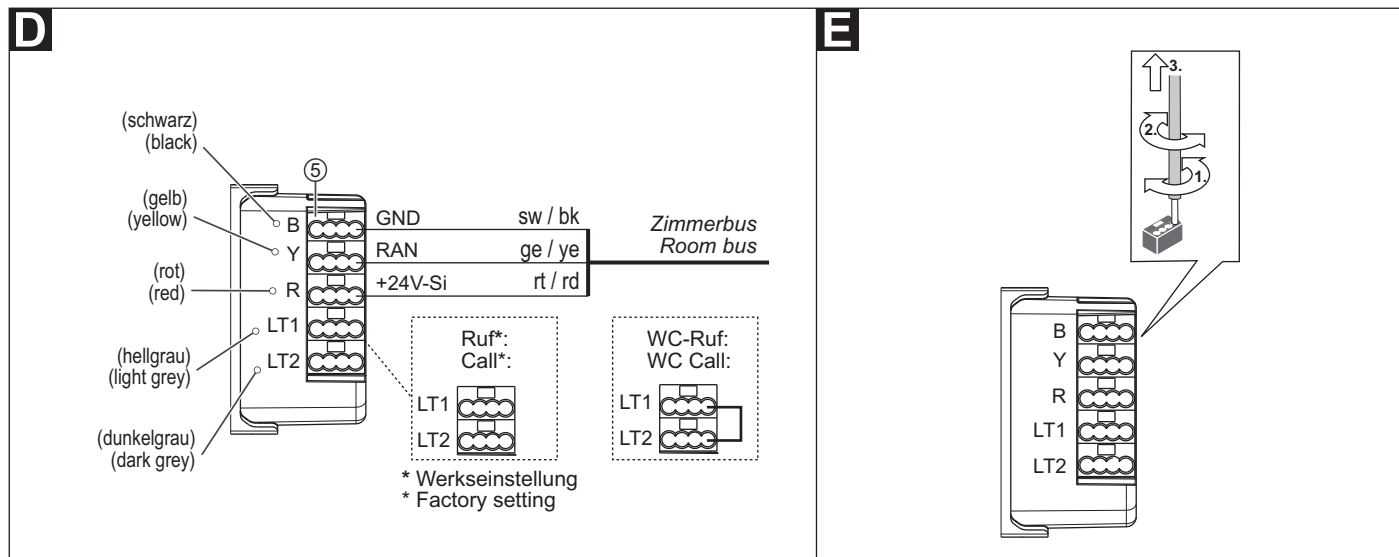 D
(schwarz)
(black)
(gelb)
(yellow)
(rot)
(red)
(hellgrau)
(light grey)
(dunkelgrau)
(dark grey)
5
B
Y
R
LT1
LT2
GND
sw / bk
RAN
ge / ye
+24V-Si
rt / rd
Zimmerbus
Room bus
Ruf*:
Call*:
LT1
LT2
* Werkseinstellung
* Factory setting
WC-Ruf:
WC Call:
LT1
LT2
E
3.
2.
1.
B
Y
R
LT1
LT2